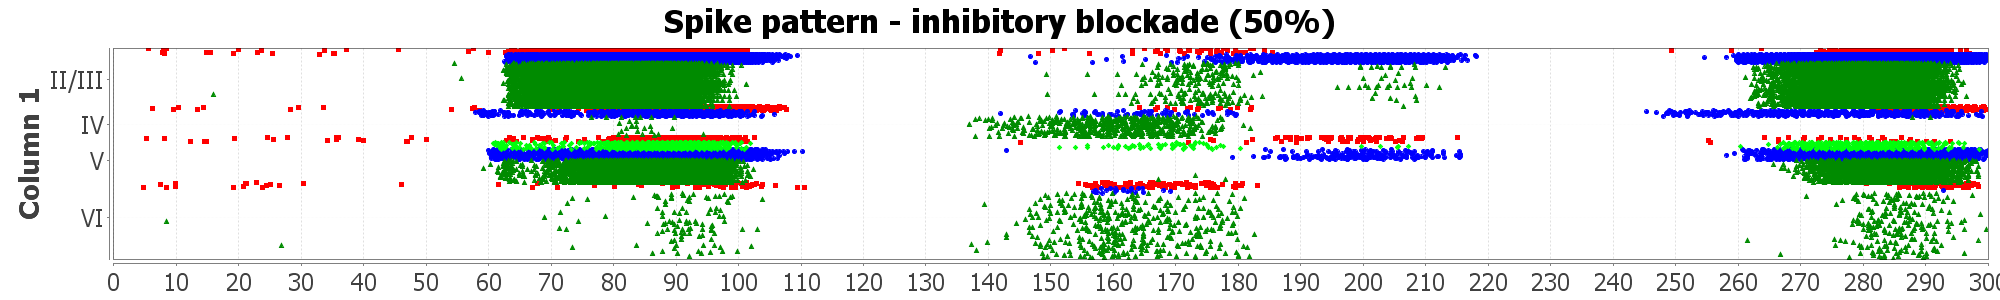 Spike pattern - inhibitory blockade (50%)
Column 1
II/III
IV
V
VI
0 10 20 30 40 50 60 70 80 90 100 110 120 130 140 150 160 170 180 190 200 210 220 230 240 250 260 270 280 290 300